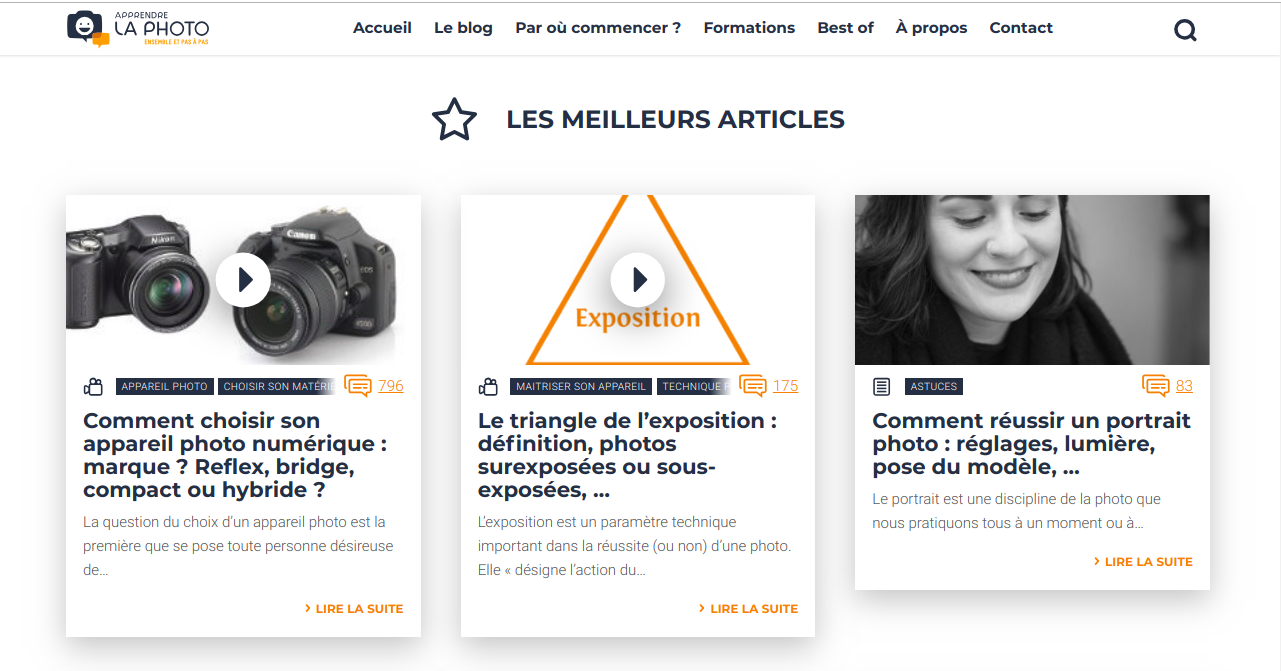 APPRENDRE
LA PHOTO
ENSEMBLE ET PAS À PAS
Accueil Le blog Par où commencer ? Formations Best of À propos Contact
LES MEILLEURS ARTICLES
Nikon
Canon
EOS
Exposition
APPAREIL PHOTO CHOISIR SON MATÉRIE 796
Comment choisir son
appareil photo numérique :
marque ? Reflex, bridge,
compact ou hybride ?
La question du choix d’un appareil photo est la
première que se pose toute personne désireuse
de…
LIRE LA SUITE
MAITRISER SON APPAREIL TECHNIQUE 175
Le triangle de l’exposition :
définition, photos
surexposées ou sous-
exposées, …
L’exposition est un paramètre technique
important dans la réussite (ou non) d’une photo.
Elle « désigne l’action du…
LIRE LA SUITE
ASTUCES 83
Comment réussir un portrait
photo : réglages, lumière,
pose du modèle, …
Le portrait est une discipline de la photo que
nous pratiquons tous à un moment ou à…
LIRE LA SUITE